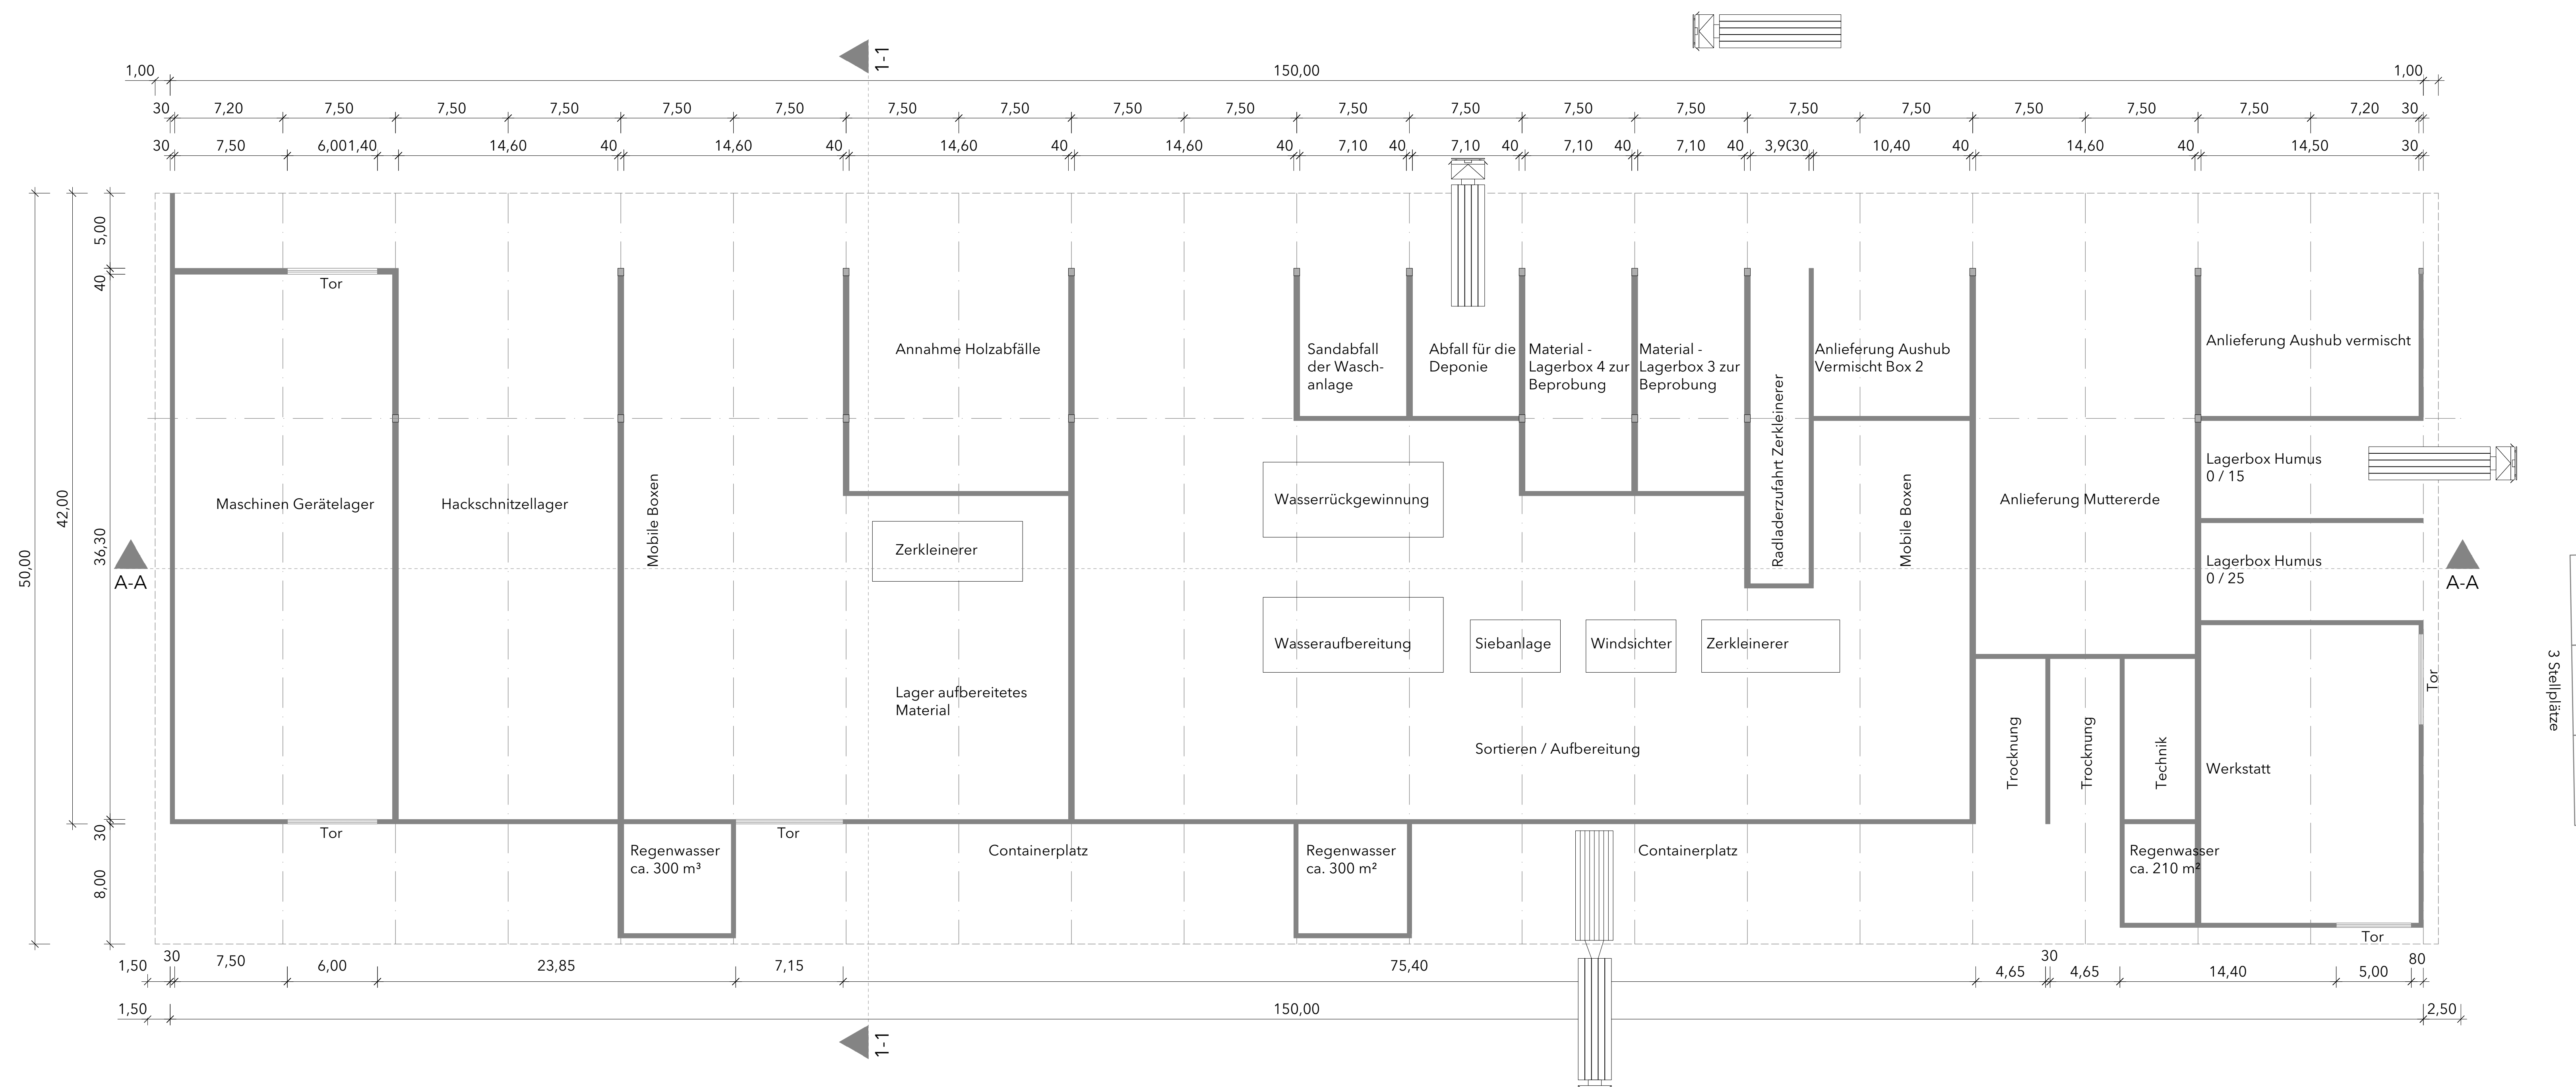 1-1
1,00 150,00 1,00
30 7,20 7,50 7,50 7,50 7,50 7,50 7,50 7,50 7,50 7,50 7,50 7,50 7,50 7,50 7,50 7,50 7,50 7,50 7,50 7,20 30
30 7,50 6,00 1,40 14,60 40 14,60 40 14,60 40 14,60 40 7,10 40 7,10 40 7,10 40 7,10 40 3,90 30 10,40 40 14,60 40 14,50 30
50,00
42,00
5,00
40
36,30
30
8,00
Tor
Maschinen Gerätelager
Tor
Hackschnitzellager
Mobile Boxen
Annahme Holzabfälle
Zerkleinerer
Lager aufbereitetes
Material
Sandabfall
der Wasch-
anlage
Abfall für die
Deponie
Material -
Lagerbox 4 zur
Beprobung
Material -
Lagerbox 3 zur
Beprobung
Radladerzufahrt Zerkleinerer
Anlieferung Aushub
Vermischt Box 2
Mobile Boxen
Wasserrückgewinnung
Wasseraufbereitung
Siebanlage
Windsichter
Zerkleinerer
Sortieren / Aufbereitung
Anlieferung Muttererde
Anlieferung Aushub vermischt
Lagerbox Humus
0 / 15
Lagerbox Humus
0 / 25
Trocknung
Trocknung
Technik
Werkstatt
Tor
Tor
3 Stellplätze
A-A
A-A
Regenwasser
ca. 300 m³
Tor
Containerplatz
Regenwasser
ca. 300 m²
Containerplatz
Regenwasser
ca. 210 m²
1,50 30 7,50 6,00 23,85 7,15 75,40 4,65 30 4,65 14,40 5,00 80
1,50 150,00 2,50
1-1